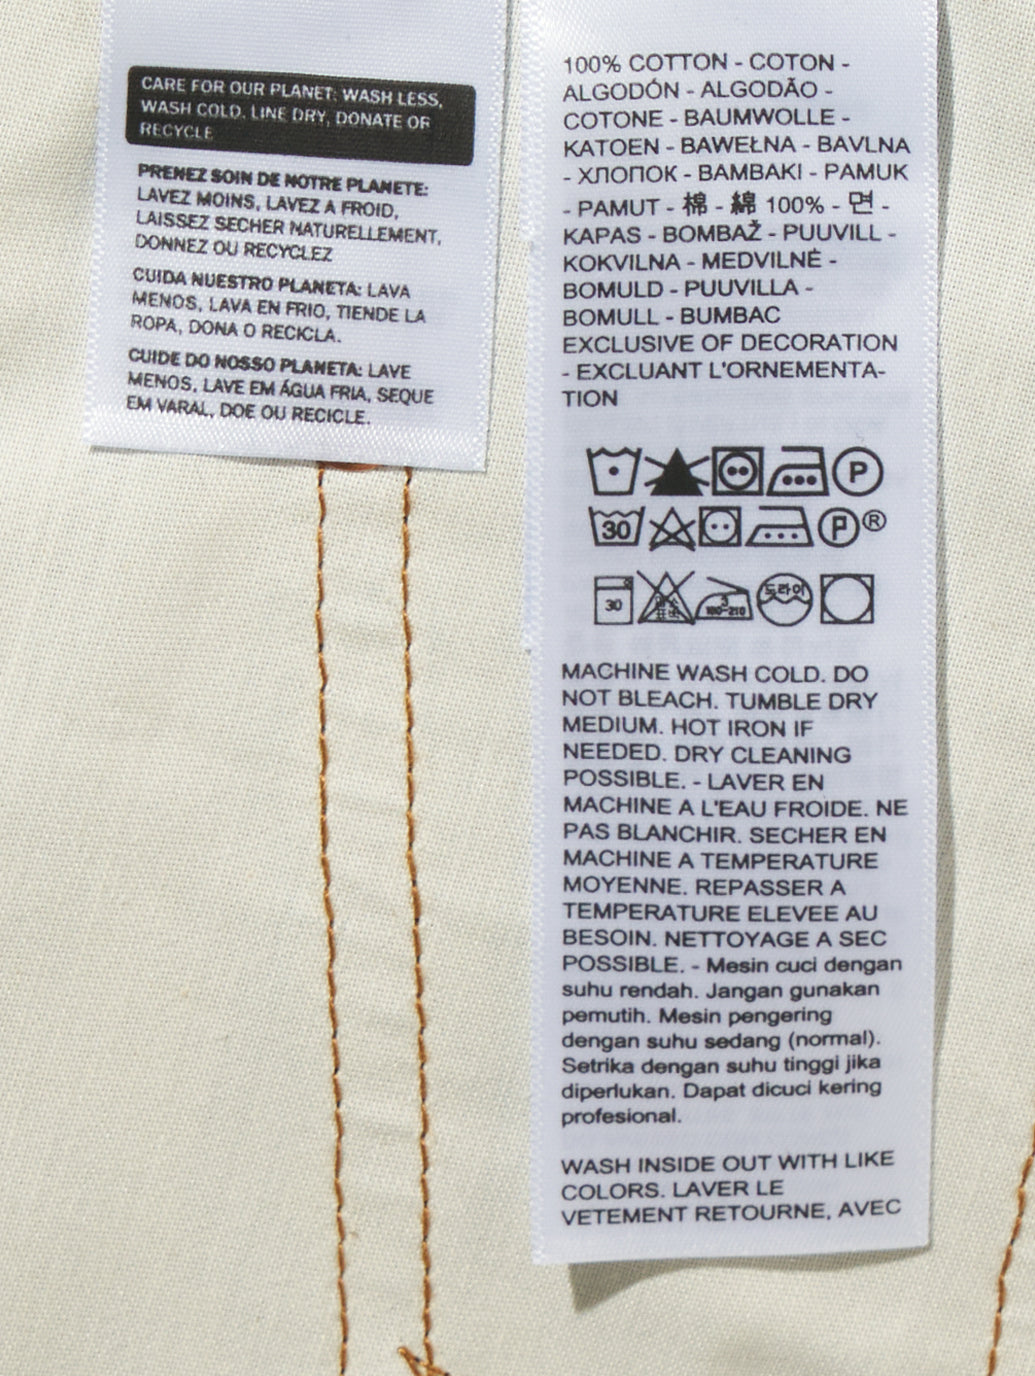 CARE FOR OUR PLANET: WASH LESS,
WASH COLD, LINE DRY, DONATE OR
RECYCLE
PRENEZ SOIN DE NOTRE PLANETE:
LAVEZ MOINS, LAVEZ A FROID,
LAISSEZ SECHER NATURELLEMENT,
DONNEZ OU RECYCLEZ
CUIDA NUESTRO PLANETA: LAVA
MENOS, LAVA EN FRIO, TIENDE LA
ROPA, DONA O RECICLA.
CUIDE DO NOSSO PLANETA: LAVE
MENOS, LAVE EM ÁGUA FRIA, SEQUE
EM VARAL, DOE OU RECICLE.
100% COTTON - COTON -
ALGODÓN - ALGODÃO -
COTONE - BAUMWOLLE -
KATOEN - BAWEŁNA - BAVLNA
- ХЛОПОК - BAMBAKI - PAMUK
- PAMUT - 棉 - 綿 100% - 면 -
KAPAS - BOMBAŽ - PUUVILL -
KOKVILNA - MEDVILNĖ -
BOMULD - PUUVILLA -
BOMULL - BUMBAC
EXCLUSIVE OF DECORATION
- EXCLUANT L'ORNEMENTA-
TION
P
30 P ®
30 3 180-210 드라이
MACHINE WASH COLD. DO
NOT BLEACH. TUMBLE DRY
MEDIUM. HOT IRON IF
NEEDED. DRY CLEANING
POSSIBLE. - LAVER EN
MACHINE A L'EAU FROIDE. NE
PAS BLANCHIR. SECHER EN
MACHINE A TEMPERATURE
MOYENNE. REPASSER A
TEMPERATURE ELEVEE AU
BESOIN. NETTOYAGE A SEC
POSSIBLE. - Mesin cuci dengan
suhu rendah. Jangan gunakan
pemutih. Mesin pengering
dengan suhu sedang (normal).
Setrika dengan suhu tinggi jika
diperlukan. Dapat dicuci kering
profesional.
WASH INSIDE OUT WITH LIKE
COLORS. LAVER LE
VETEMENT RETOURNE, AVEC